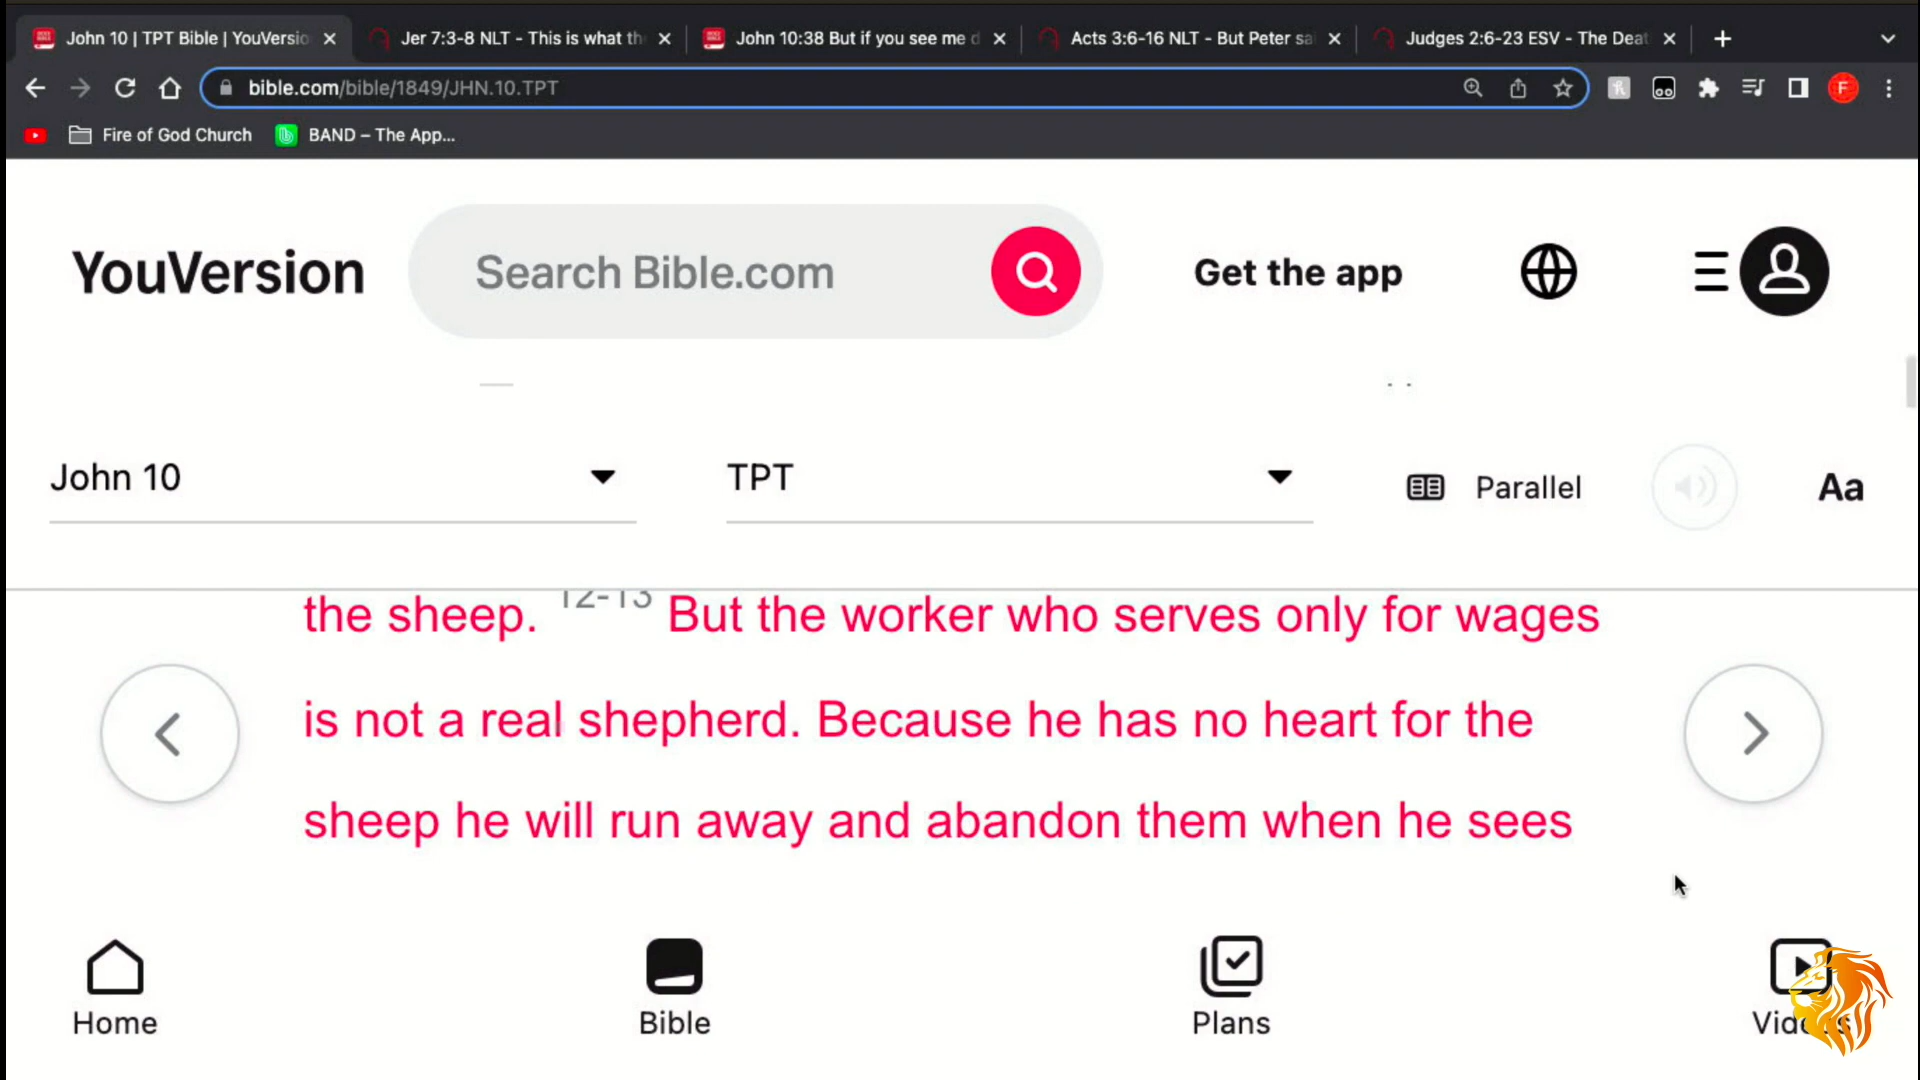 John 10 | TPT Bible | YouVersio
Jer 7:3-8 NLT - This is what th
John 10:38 But if you see me d
Acts 3:6-16 NLT - But Peter sai
Judges 2:6-23 ESV - The Deat
bible.com/bible/1849/JHN.10.TPT
F
Fire of God Church
BAND – The App...
YouVersion
Search Bible.com
Get the app
John 10
TPT
Parallel
Aa
the sheep. 12-13 But the worker who serves only for wages
is not a real shepherd. Because he has no heart for the
sheep he will run away and abandon them when he sees
Home
Bible
Plans
Videos